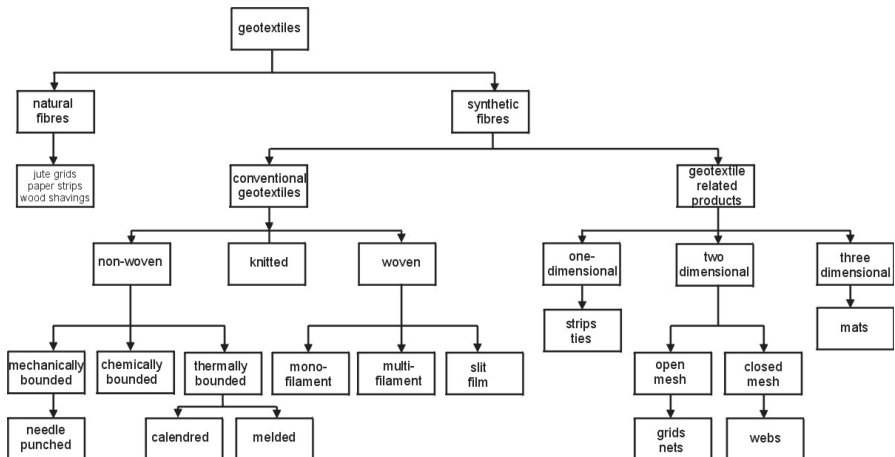 geotextiles
natural
fibres
synthetic
fibres
jute grids
paper strips
wood shavings
conventional
geotextiles
geotextile
related
products
non-woven
knitted
woven
one-
dimensional
two
dimensional
three
dimensional
strips
ties
mats
mechanically
bounded
chemically
bounded
thermally
bounded
mono-
filament
multi-
filament
slit
film
open
mesh
closed
mesh
needle
punched
calendred
melded
grids
nets
webs